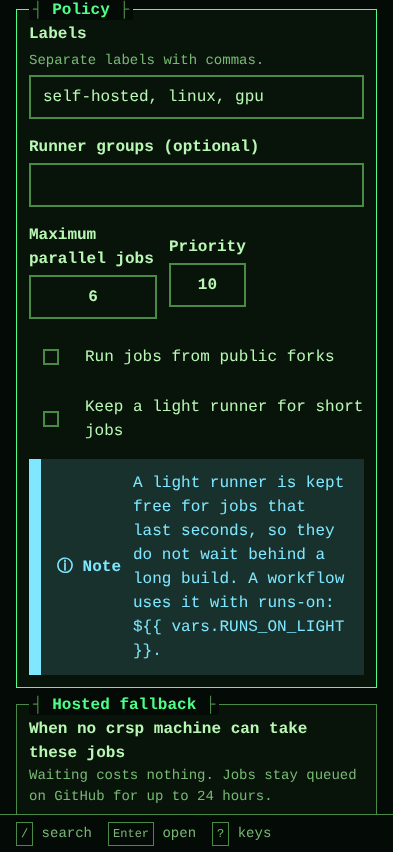 Policy
Labels
Separate labels with commas.
self-hosted, linux, gpu
Runner groups (optional)
Maximum
parallel jobs
Priority
6
10
Run jobs from public forks
Keep a light runner for short
jobs
ⓘ Note
A light runner is kept
free for jobs that
last seconds, so they
do not wait behind a
long build. A workflow
uses it with runs-on:
${{ vars.RUNS_ON_LIGHT
}}.
Hosted fallback
When no crsp machine can take
these jobs
Waiting costs nothing. Jobs stay queued
on GitHub for up to 24 hours.
/ search Enter open ? keys